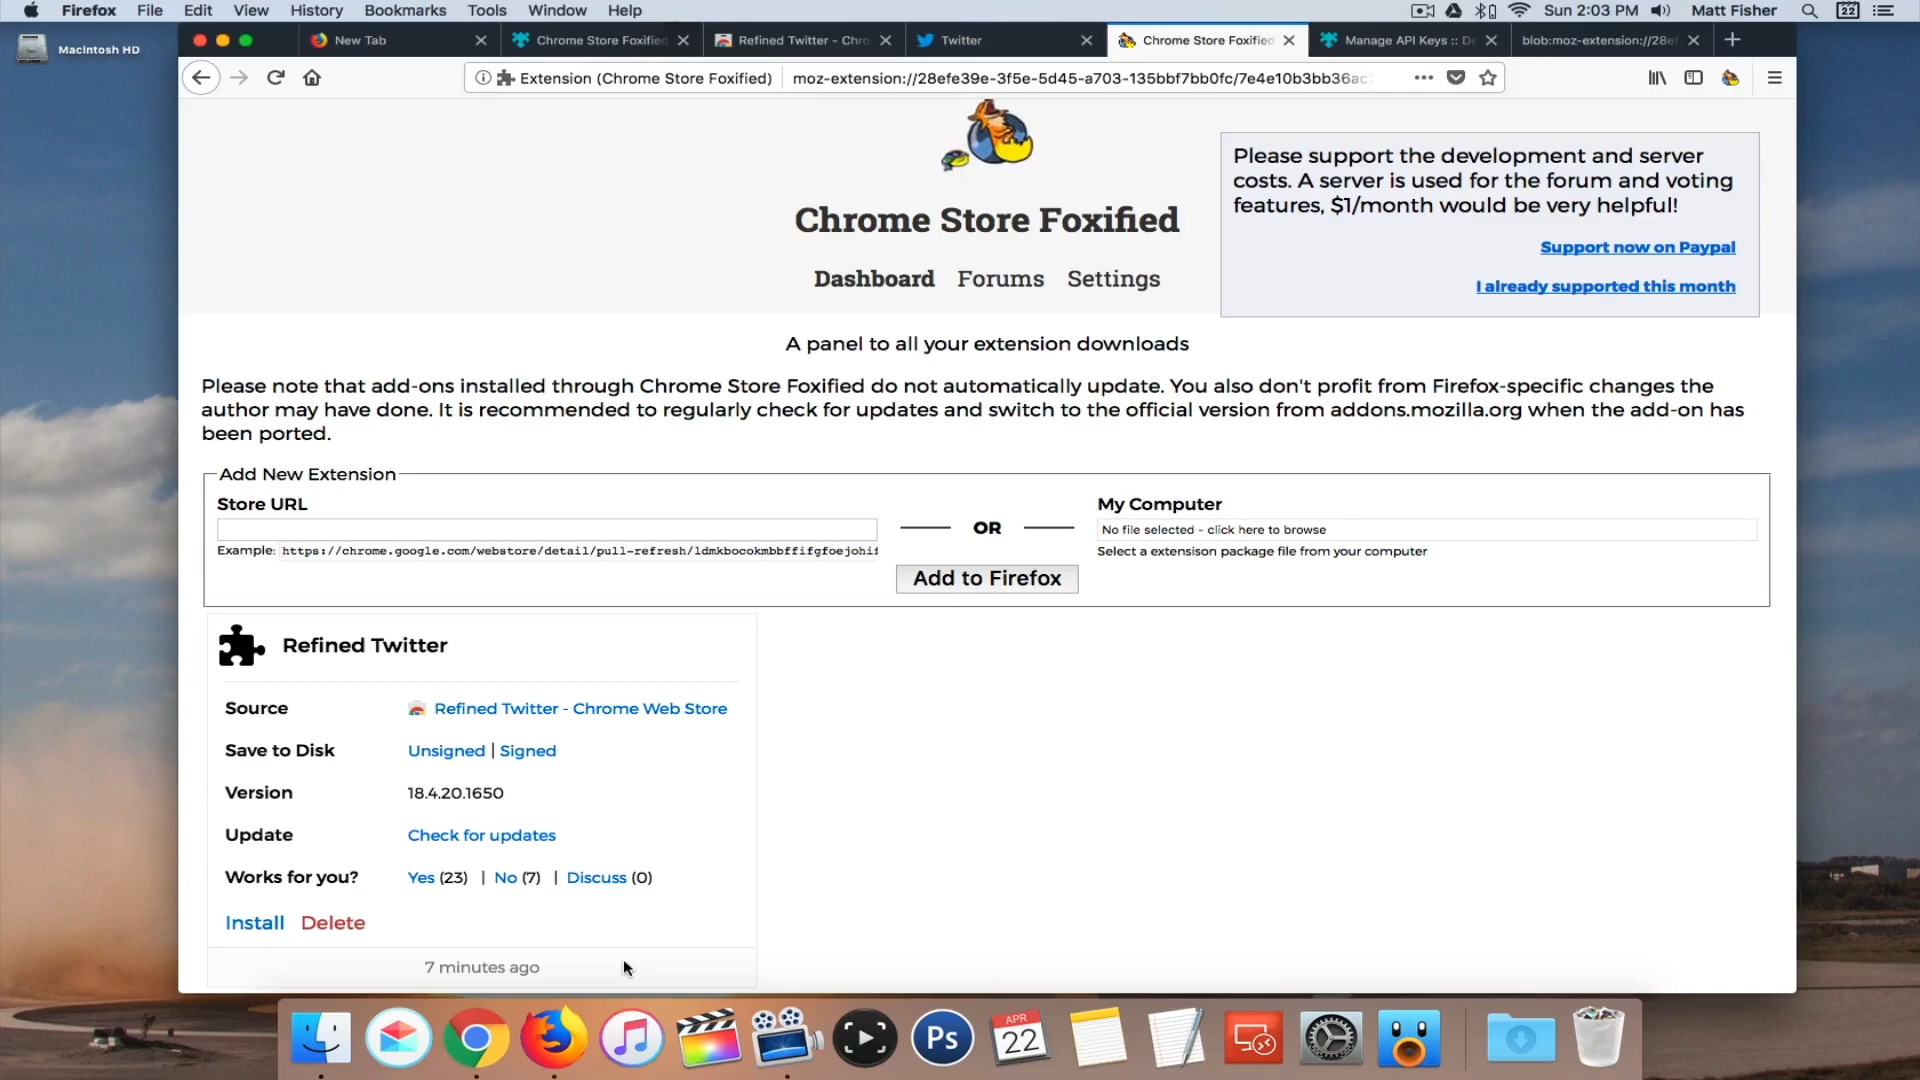 Firefox File Edit View History Bookmarks Tools Window Help
Sun 2:03 PM Matt Fisher 22
Macintosh HD
New Tab
Chrome Store Foxified
Refined Twitter - Chro
Twitter
Chrome Store Foxified
Manage API Keys :: De
blob:moz-extension://28ef
Extension (Chrome Store Foxified)
moz-extension://28efe39e-3f5e-5d45-a703-135bbf7bb0fc/7e4e10b3bb36ac
Chrome Store Foxified
Dashboard Forums Settings
Please support the development and server
costs. A server is used for the forum and voting
features, $1/month would be very helpful!
Support now on Paypal
I already supported this month
A panel to all your extension downloads
Please note that add-ons installed through Chrome Store Foxified do not automatically update. You also don't profit from Firefox-specific changes the
author may have done. It is recommended to regularly check for updates and switch to the official version from addons.mozilla.org when the add-on has
been ported.
Add New Extension
Store URL
Example: https://chrome.google.com/webstore/detail/pull-refresh/ldmkbocokmbbffifgfoejohif
OR
My Computer
No file selected - click here to browse
Select a extensison package file from your computer
Add to Firefox
Refined Twitter
Source Refined Twitter - Chrome Web Store
Save to Disk Unsigned | Signed
Version 18.4.20.1650
Update Check for updates
Works for you? Yes (23) | No (7) | Discuss (0)
Install Delete
7 minutes ago
Ps
APR
22